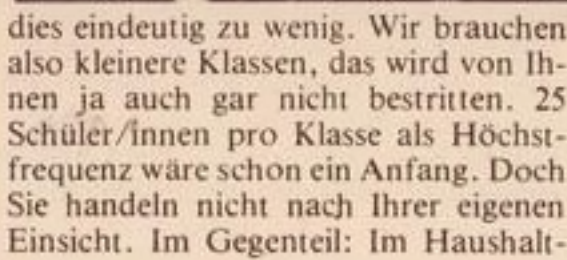 dies eindeutig zu wenig. Wir brauchen
also kleinere Klassen, das wird von Ih-
nen ja auch gar nicht bestritten. 25
Schüler/innen pro Klasse als Höchst-
frequenz wäre schon ein Anfang. Doch
Sie handeln nicht nach Ihrer eigenen
Einsicht. Im Gegenteil: Im Haushalt-